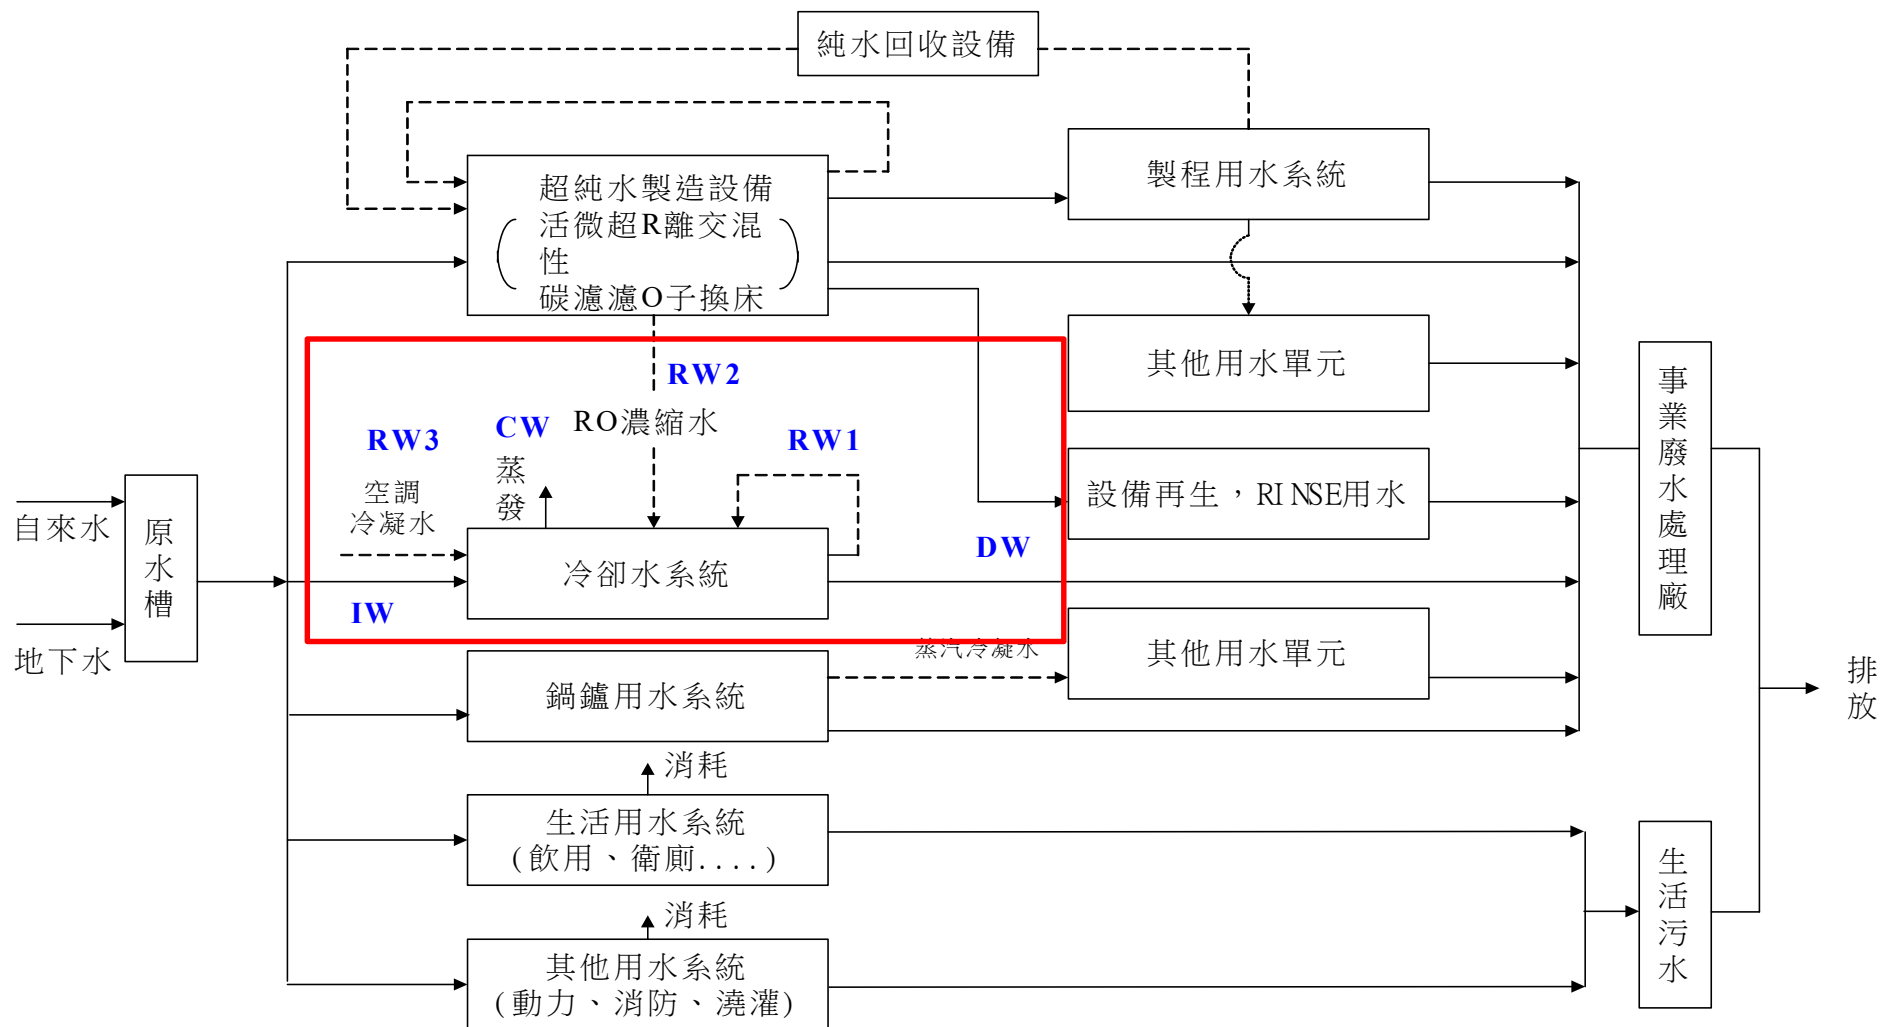 純水回收設備
超純水製造設備
活微超R離交混
性
碳濾濾O子換床
製程用水系統
其他用水單元
RW2
RO濃縮水
CW
蒸
發
RW3
空調
冷凝水
RW1
設備再生，RINSE用水
DW
冷卻水系統
IW
自來水
地下水
原水槽
蒸汽冷凝水
其他用水單元
鍋鑪用水系統
消耗
生活用水系統
(飲用、衛廁....)
消耗
其他用水系統
(動力、消防、澆灌)
事業廢水處理廠
生活污水
排放